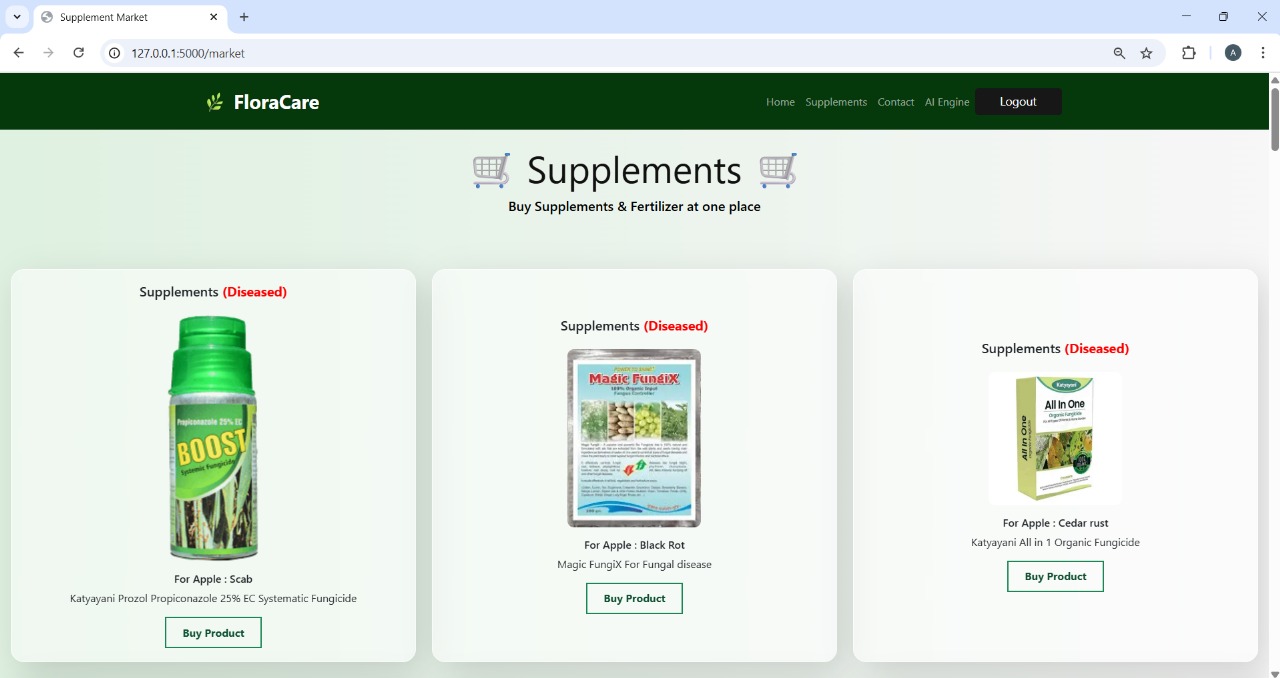 Supplement Market
127.0.0.1:5000/market
A
FloraCare
Home Supplements Contact AI Engine Logout
Supplements
Buy Supplements & Fertilizer at one place
Supplements (Diseased)
Propiconazole 25% EC
BOOST
Systemic Fungicide
For Apple : Scab
Katyayani Prozol Propiconazole 25% EC Systematic Fungicide
Buy Product
Supplements (Diseased)
Magic FungiX
100% Organic Input
Fungus Controller
For Apple : Black Rot
Magic FungiX For Fungal disease
Buy Product
Supplements (Diseased)
Katyayani
All In One
Organic Fungicide
All In One
For Apple : Cedar rust
Katyayani All in 1 Organic Fungicide
Buy Product